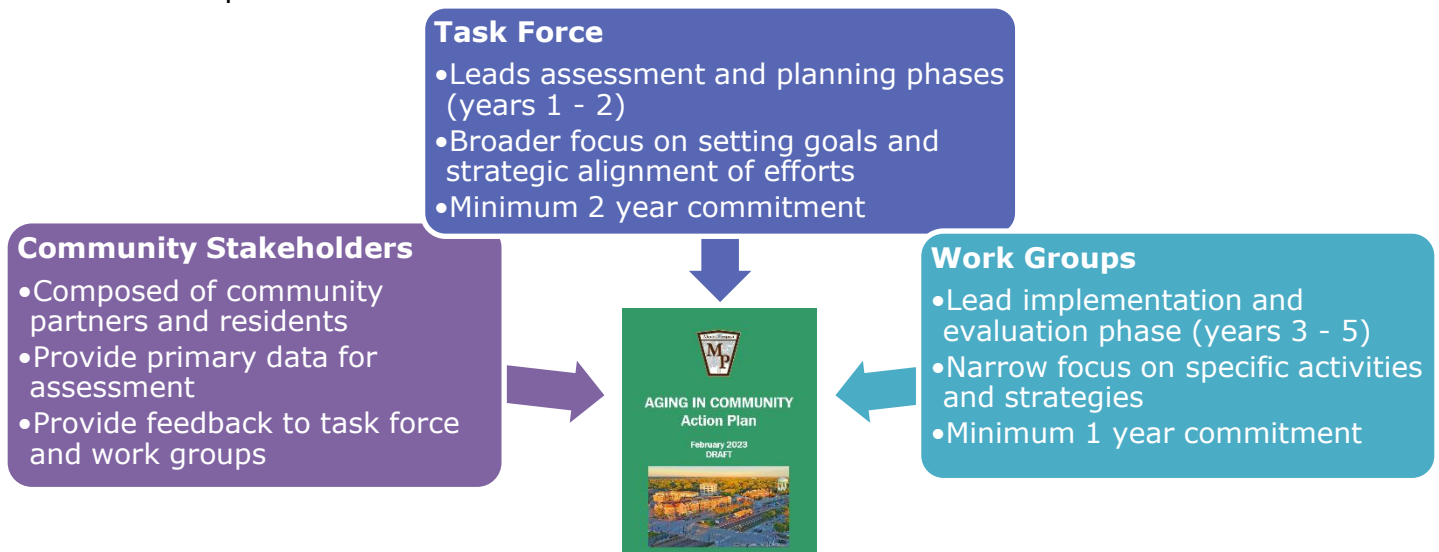 Task Force
•Leads assessment and planning phases
(years 1 - 2)
•Broader focus on setting goals and
strategic alignment of efforts
•Minimum 2 year commitment
Community Stakeholders
•Composed of community
partners and residents
•Provide primary data for
assessment
•Provide feedback to task force
and work groups
Work Groups
•Lead implementation and
evaluation phase (years 3 - 5)
•Narrow focus on specific activities
and strategies
•Minimum 1 year commitment
MP
AGING IN COMMUNITY
Action Plan
February 2023
DRAFT